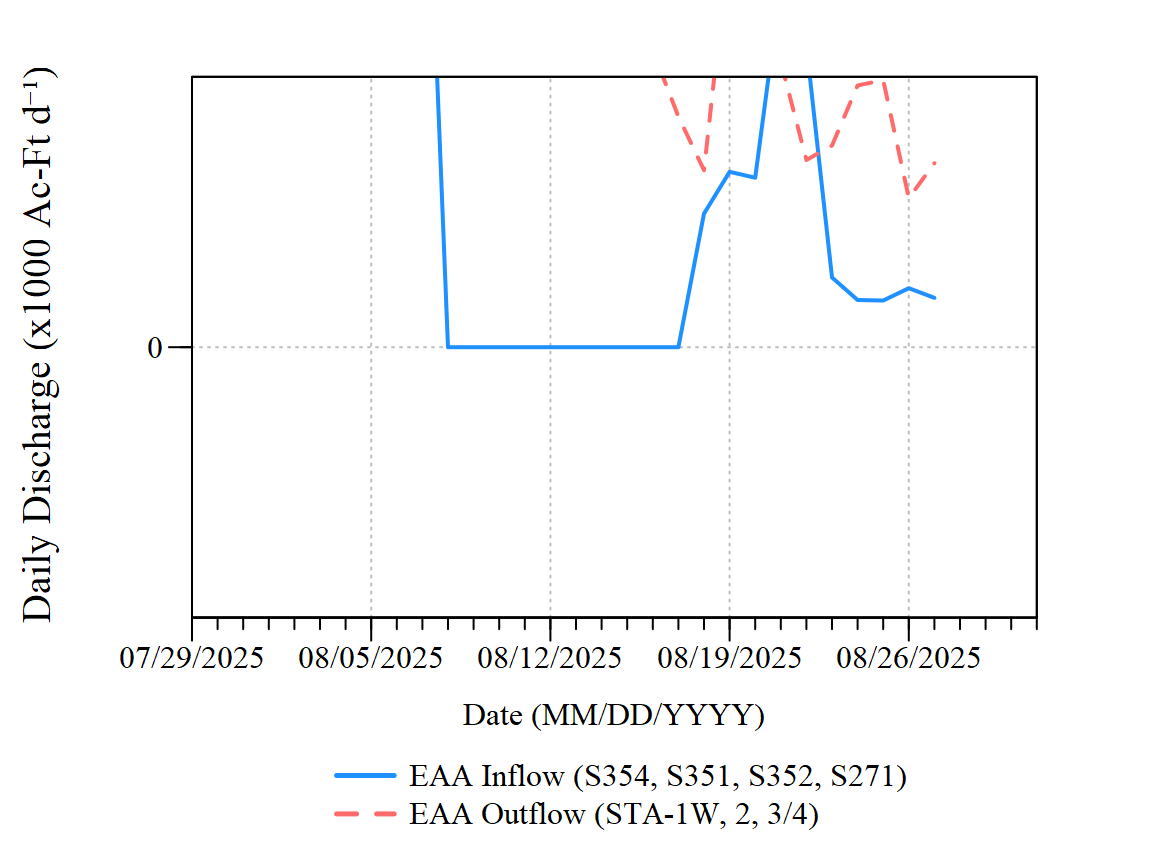 Daily Discharge (x1000 Ac-Ft d⁻¹)
0
07/29/2025 08/05/2025 08/12/2025 08/19/2025 08/26/2025
Date (MM/DD/YYYY)
EAA Inflow (S354, S351, S352, S271)
EAA Outflow (STA-1W, 2, 3/4)